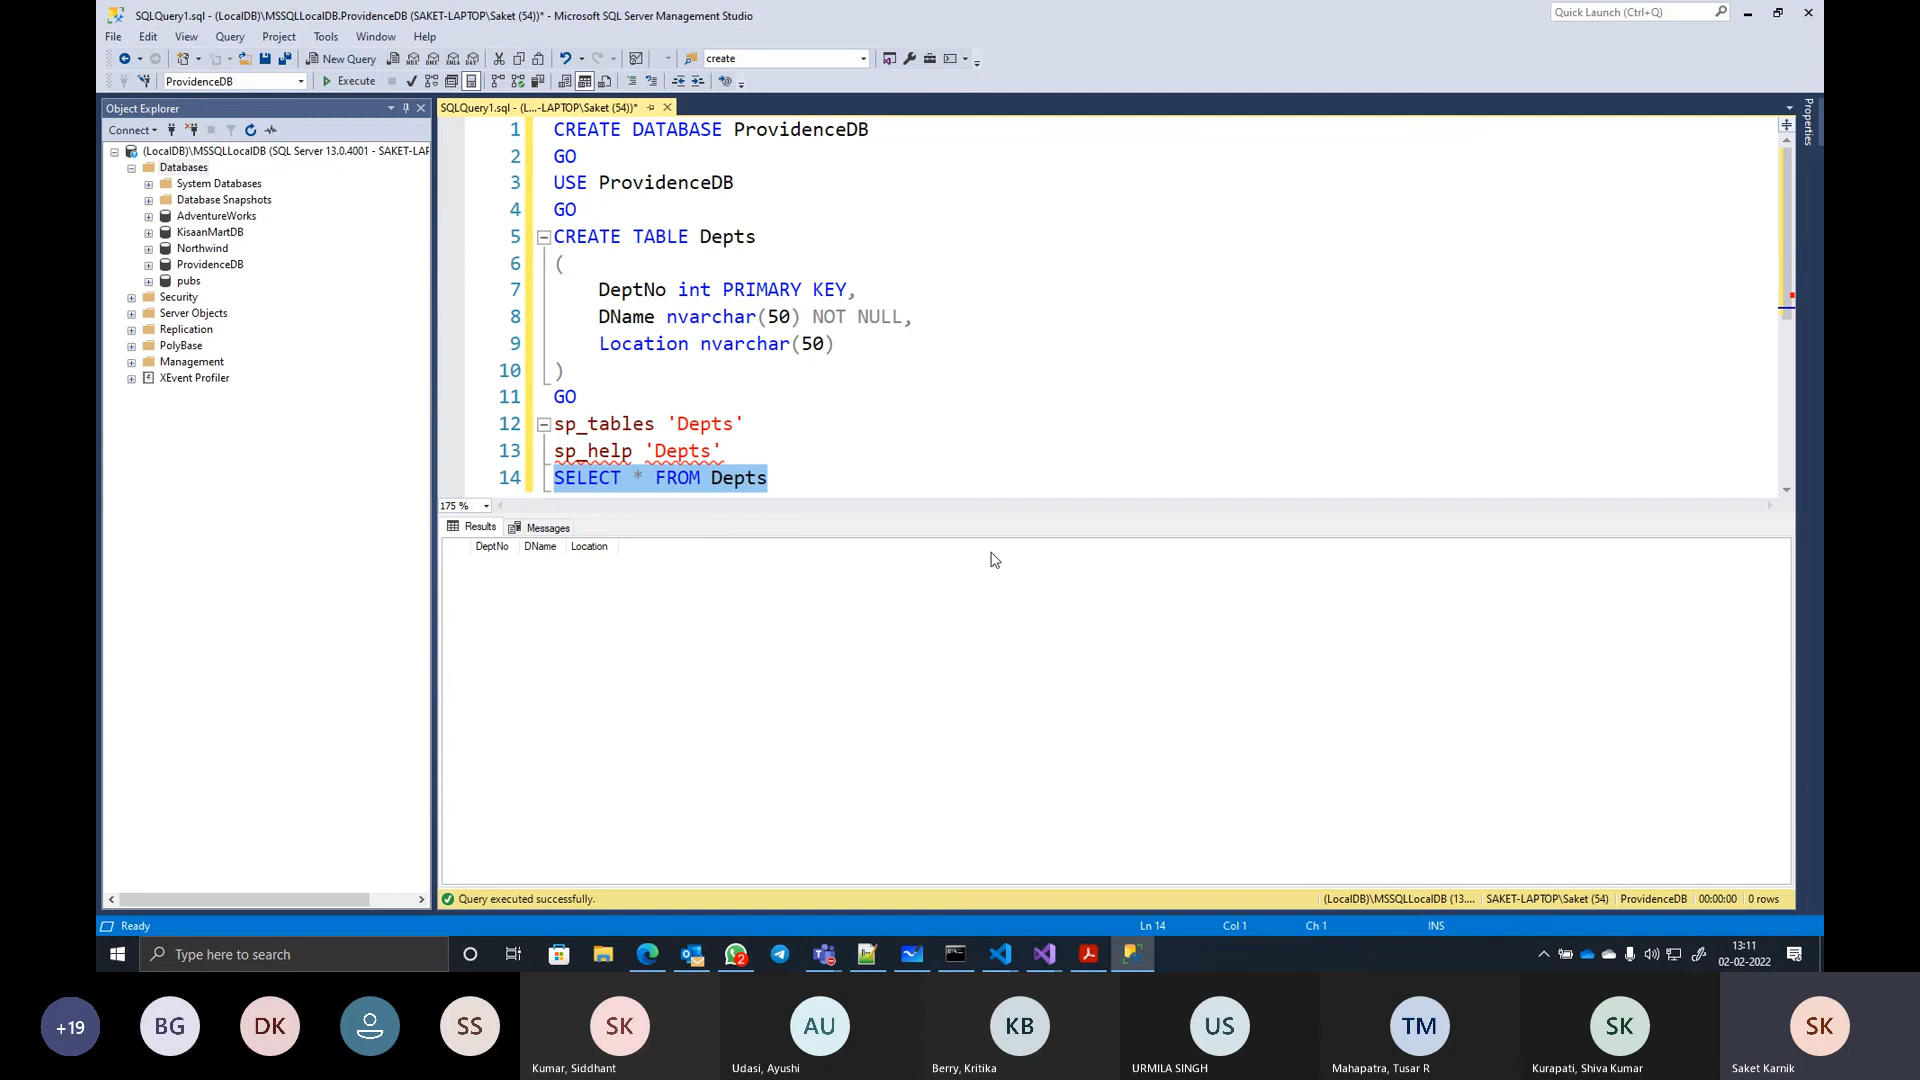 SQLQuery1.sql - (LocalDB)\MSSQLLocalDB.ProvidenceDB (SAKET-LAPTOP\Saket (54))* - Microsoft SQL Server Management Studio
Quick Launch (Ctrl+Q)
File Edit View Query Project Tools Window Help
New Query
create
ProvidenceDB
Execute
Object Explorer
Connect
(LocalDB)\MSSQLLocalDB (SQL Server 13.0.4001 - SAKET-LAP
Databases
System Databases
Database Snapshots
AdventureWorks
KisaanMartDB
Northwind
ProvidenceDB
pubs
Security
Server Objects
Replication
PolyBase
Management
XEvent Profiler
SQLQuery1.sql - (L...-LAPTOP\Saket (54))*
Properties
1 CREATE DATABASE ProvidenceDB
2 GO
3 USE ProvidenceDB
4 GO
5 CREATE TABLE Depts
6 (
7 DeptNo int PRIMARY KEY,
8 DName nvarchar(50) NOT NULL,
9 Location nvarchar(50)
10 )
11 GO
12 sp_tables 'Depts'
13 sp_help 'Depts'
14 SELECT * FROM Depts
175 %
Results Messages
DeptNo DName Location
Query executed successfully.
(LocalDB)\MSSQLLocalDB (13.... SAKET-LAPTOP\Saket (54) ProvidenceDB 00:00:00 0 rows
Ready
Ln 14 Col 1 Ch 1 INS
Type here to search
2
13:11
02-02-2022
+19 BG DK SS SK AU KB US TM SK SK
Kumar, Siddhant
Udasi, Ayushi
Berry, Kritika
URMILA SINGH
Mahapatra, Tusar R
Kurapati, Shiva Kumar
Saket Karnik